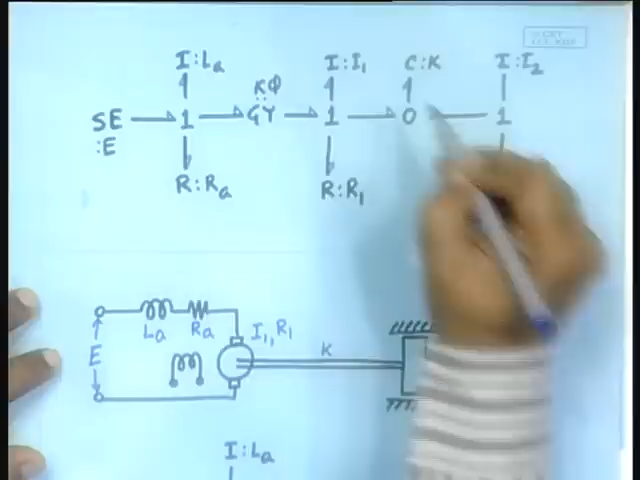 I:La
KΦ
I:I₁
C:K
I:I₂
SE
1
GY
1
0
1
:E
R:Ra
R:R₁
La
Ra
I₁,R₁
E
K
I:La